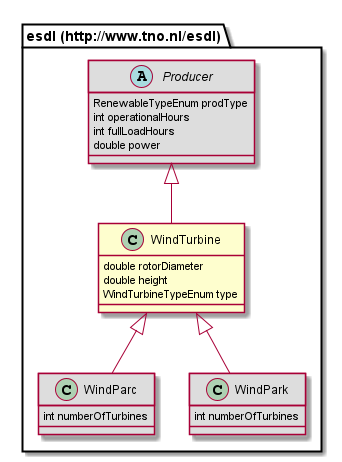 esdl (http://www.tno.nl/esdl)
A Producer
RenewableTypeEnum prodType
int operationalHours
int fullLoadHours
double power
C WindTurbine
double rotorDiameter
double height
WindTurbineTypeEnum type
C WindParc
int numberOfTurbines
C WindPark
int numberOfTurbines